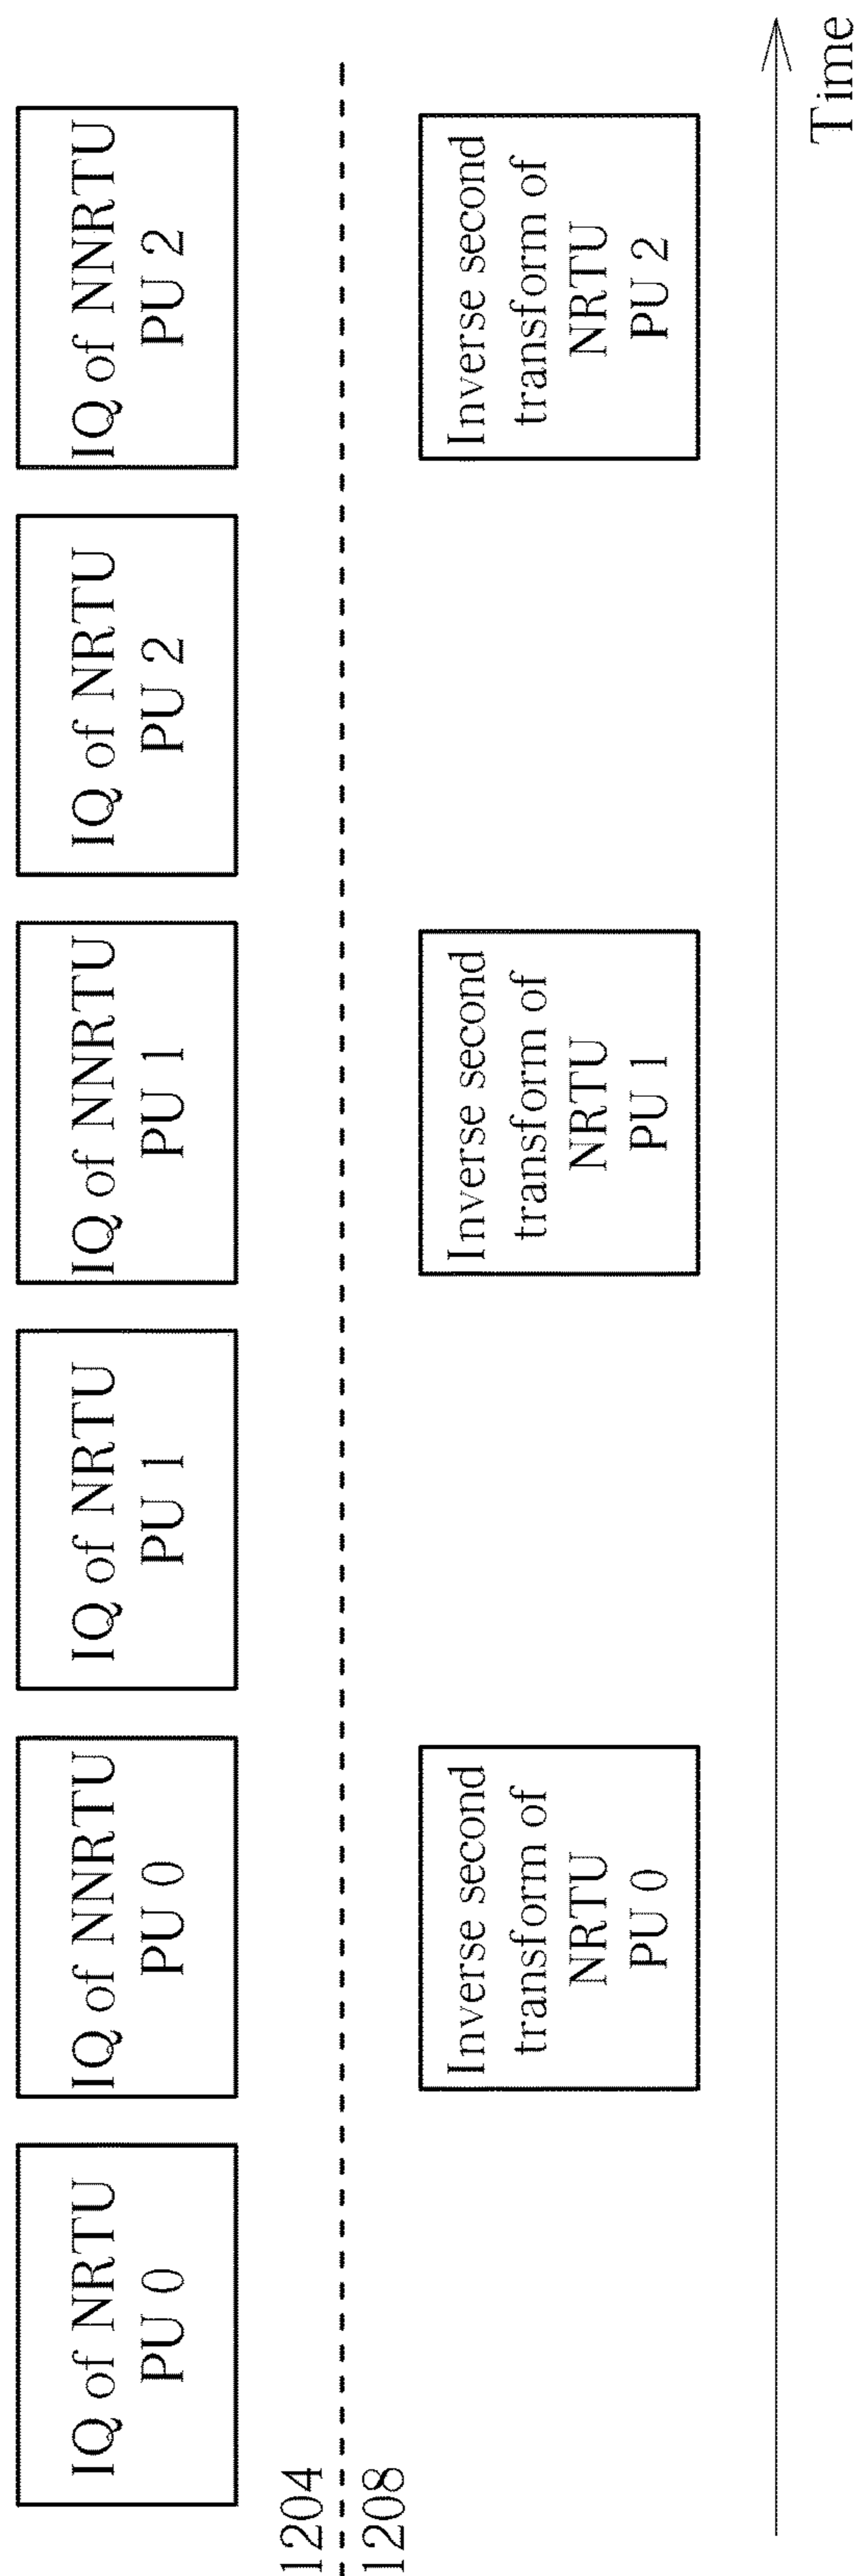 IQ of NRTU
PU 0
IQ of NNRTU
PU 0
IQ of NRTU
PU 1
IQ of NNRTU
PU 1
IQ of NRTU
PU 2
IQ of NNRTU
PU 2
1204
1208
Inverse second
transform of
NRTU
PU 0
Inverse second
transform of
NRTU
PU 1
Inverse second
transform of
NRTU
PU 2
Time